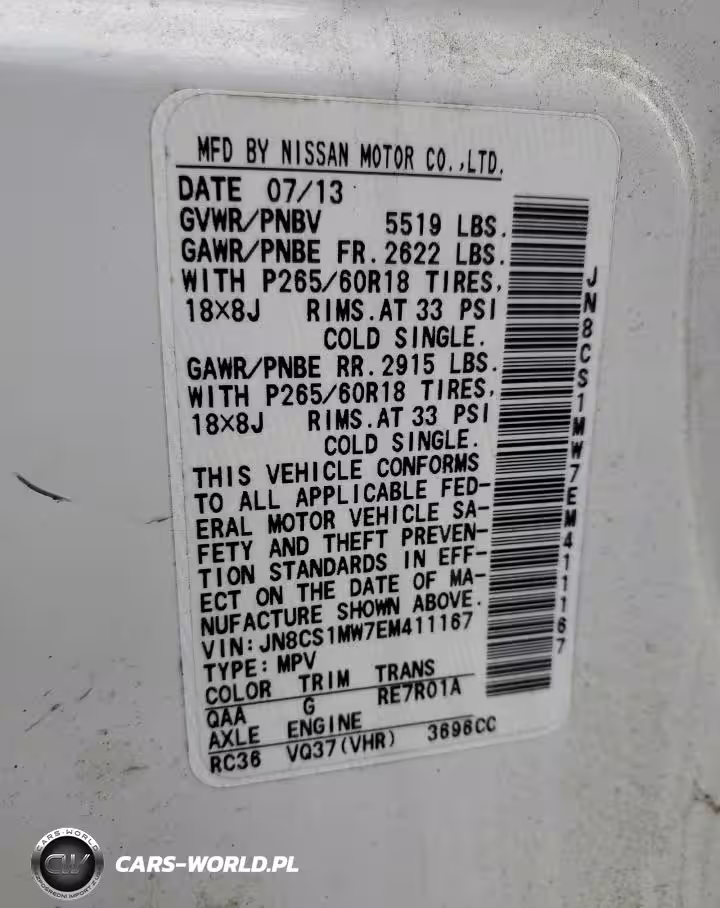 MFD BY NISSAN MOTOR CO.,LTD.
DATE 07/13
GVWR/PNBV 5519 LBS.
GAWR/PNBE FR. 2622 LBS.
WITH P265/60R18 TIRES,
18×8J RIMS. AT 33 PSI
COLD SINGLE.
GAWR/PNBE RR. 2915 LBS.
WITH P265/60R18 TIRES,
18×8J RIMS. AT 33 PSI
COLD SINGLE.
THIS VEHICLE CONFORMS
TO ALL APPLICABLE FED-
ERAL MOTOR VEHICLE SA-
FETY AND THEFT PREVEN-
TION STANDARDS IN EFF-
ECT ON THE DATE OF MA-
NUFACTURE SHOWN ABOVE.
VIN: JN8CS1MW7EM411167
TYPE: MPV
COLOR TRIM TRANS
QAA G RE7R01A
AXLE ENGINE
RC36 VQ37(VHR) 3696CC
JN8CS1MW7EM411167
CARS-WORLD
CW
CARS-WORLD.PL